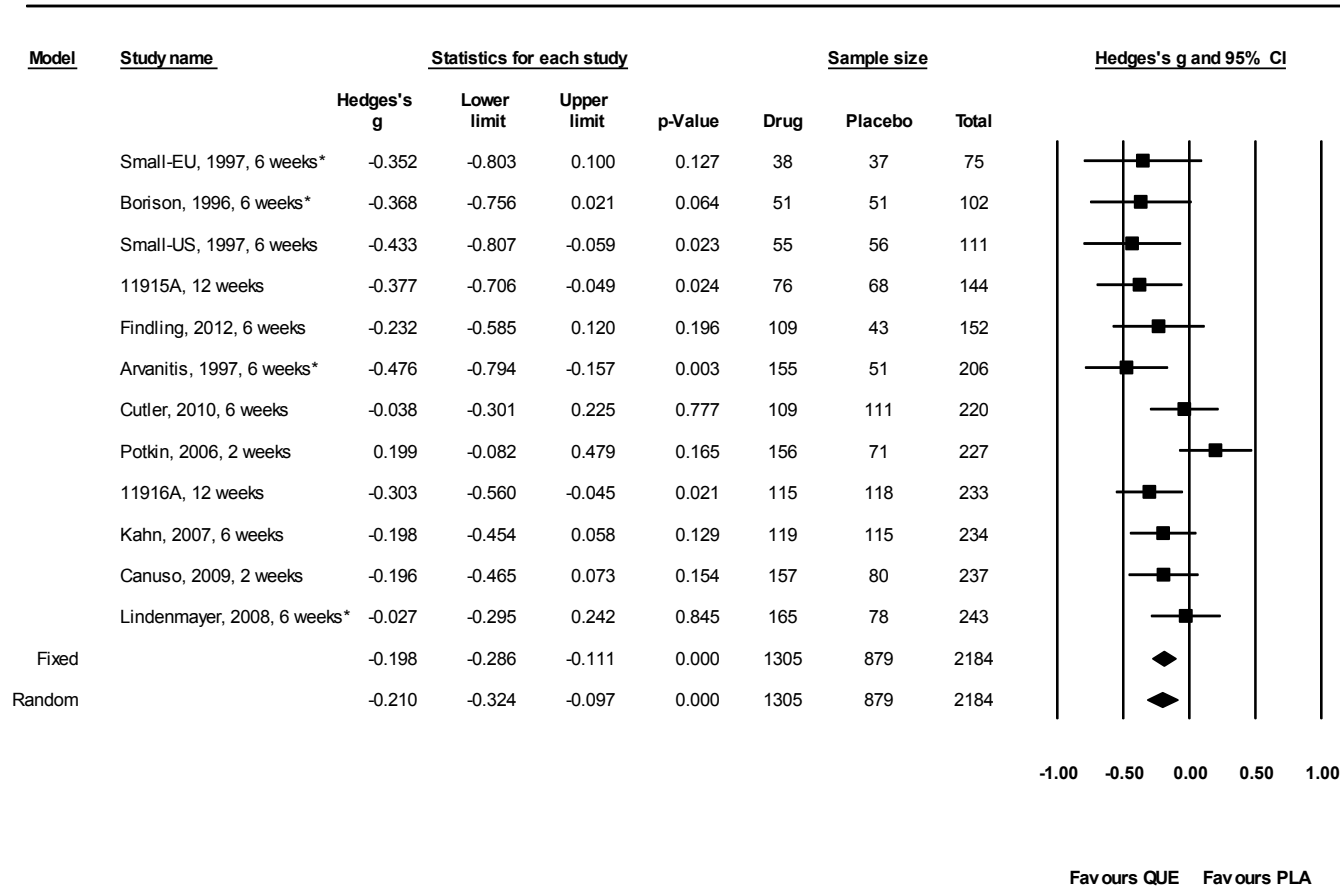 Model Study name Statistics for each study Sample size Hedges's g and 95% CI
Hedges's g Lower limit Upper limit p-Value Drug Placebo Total
Small-EU, 1997, 6 weeks* -0.352 -0.803 0.100 0.127 38 37 75
Borison, 1996, 6 weeks* -0.368 -0.756 0.021 0.064 51 51 102
Small-US, 1997, 6 weeks -0.433 -0.807 -0.059 0.023 55 56 111
11915A, 12 weeks -0.377 -0.706 -0.049 0.024 76 68 144
Findling, 2012, 6 weeks -0.232 -0.585 0.120 0.196 109 43 152
Arvanitis, 1997, 6 weeks* -0.476 -0.794 -0.157 0.003 155 51 206
Cutler, 2010, 6 weeks -0.038 -0.301 0.225 0.777 109 111 220
Potkin, 2006, 2 weeks 0.199 -0.082 0.479 0.165 156 71 227
11916A, 12 weeks -0.303 -0.560 -0.045 0.021 115 118 233
Kahn, 2007, 6 weeks -0.198 -0.454 0.058 0.129 119 115 234
Canuso, 2009, 2 weeks -0.196 -0.465 0.073 0.154 157 80 237
Lindenmayer, 2008, 6 weeks* -0.027 -0.295 0.242 0.845 165 78 243
Fixed -0.198 -0.286 -0.111 0.000 1305 879 2184
Random -0.210 -0.324 -0.097 0.000 1305 879 2184
-1.00 -0.50 0.00 0.50 1.00
Favours QUE Favours PLA